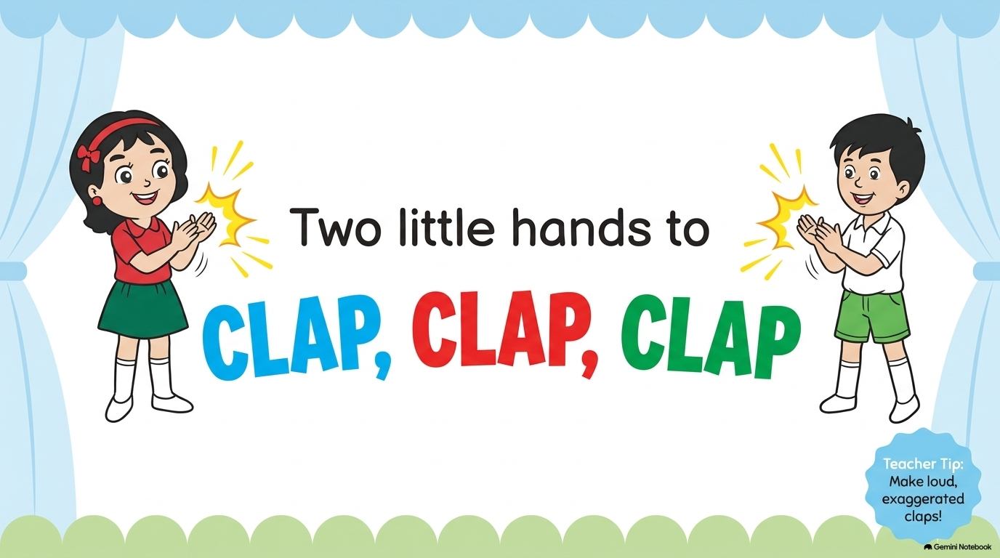 Two little hands to
CLAP, CLAP, CLAP
Teacher Tip:
Make loud,
exaggerated
claps!
Gemini Notebook